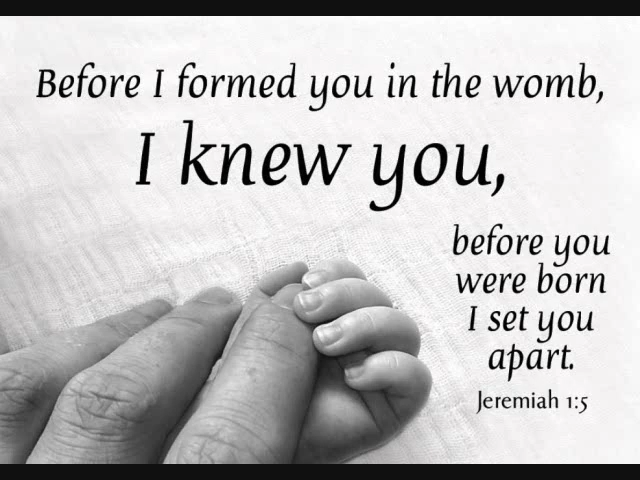 Before I formed you in the womb,
I knew you,
before you
were born
I set you
apart.
Jeremiah 1:5